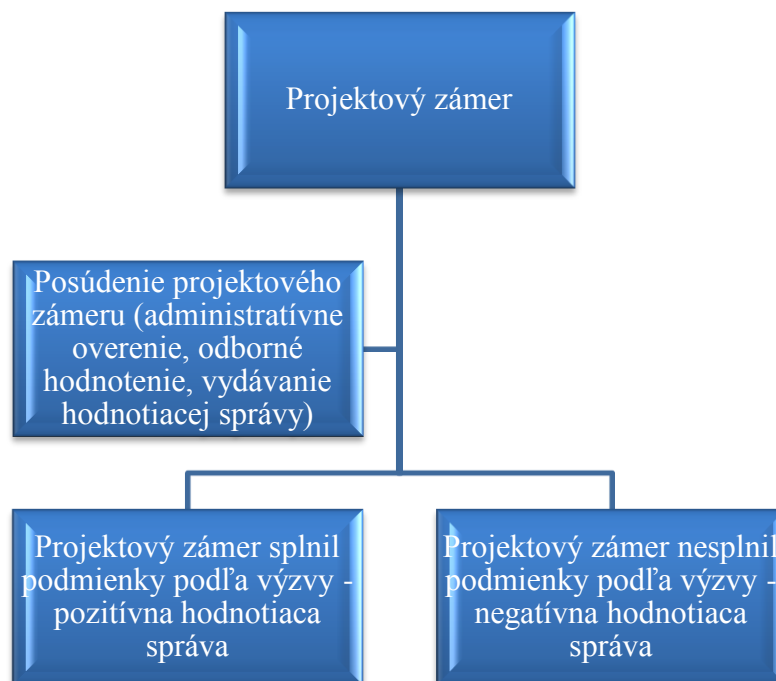 Projektový zámer
Posúdenie projektového
zámeru (administratívne
overenie, odborné
hodnotenie, vydávanie
hodnotiacej správy)
Projektový zámer splnil
podmienky podľa výzvy -
pozitívna hodnotiaca
správa
Projektový zámer nesplnil
podmienky podľa výzvy -
negatívna hodnotiaca
správa